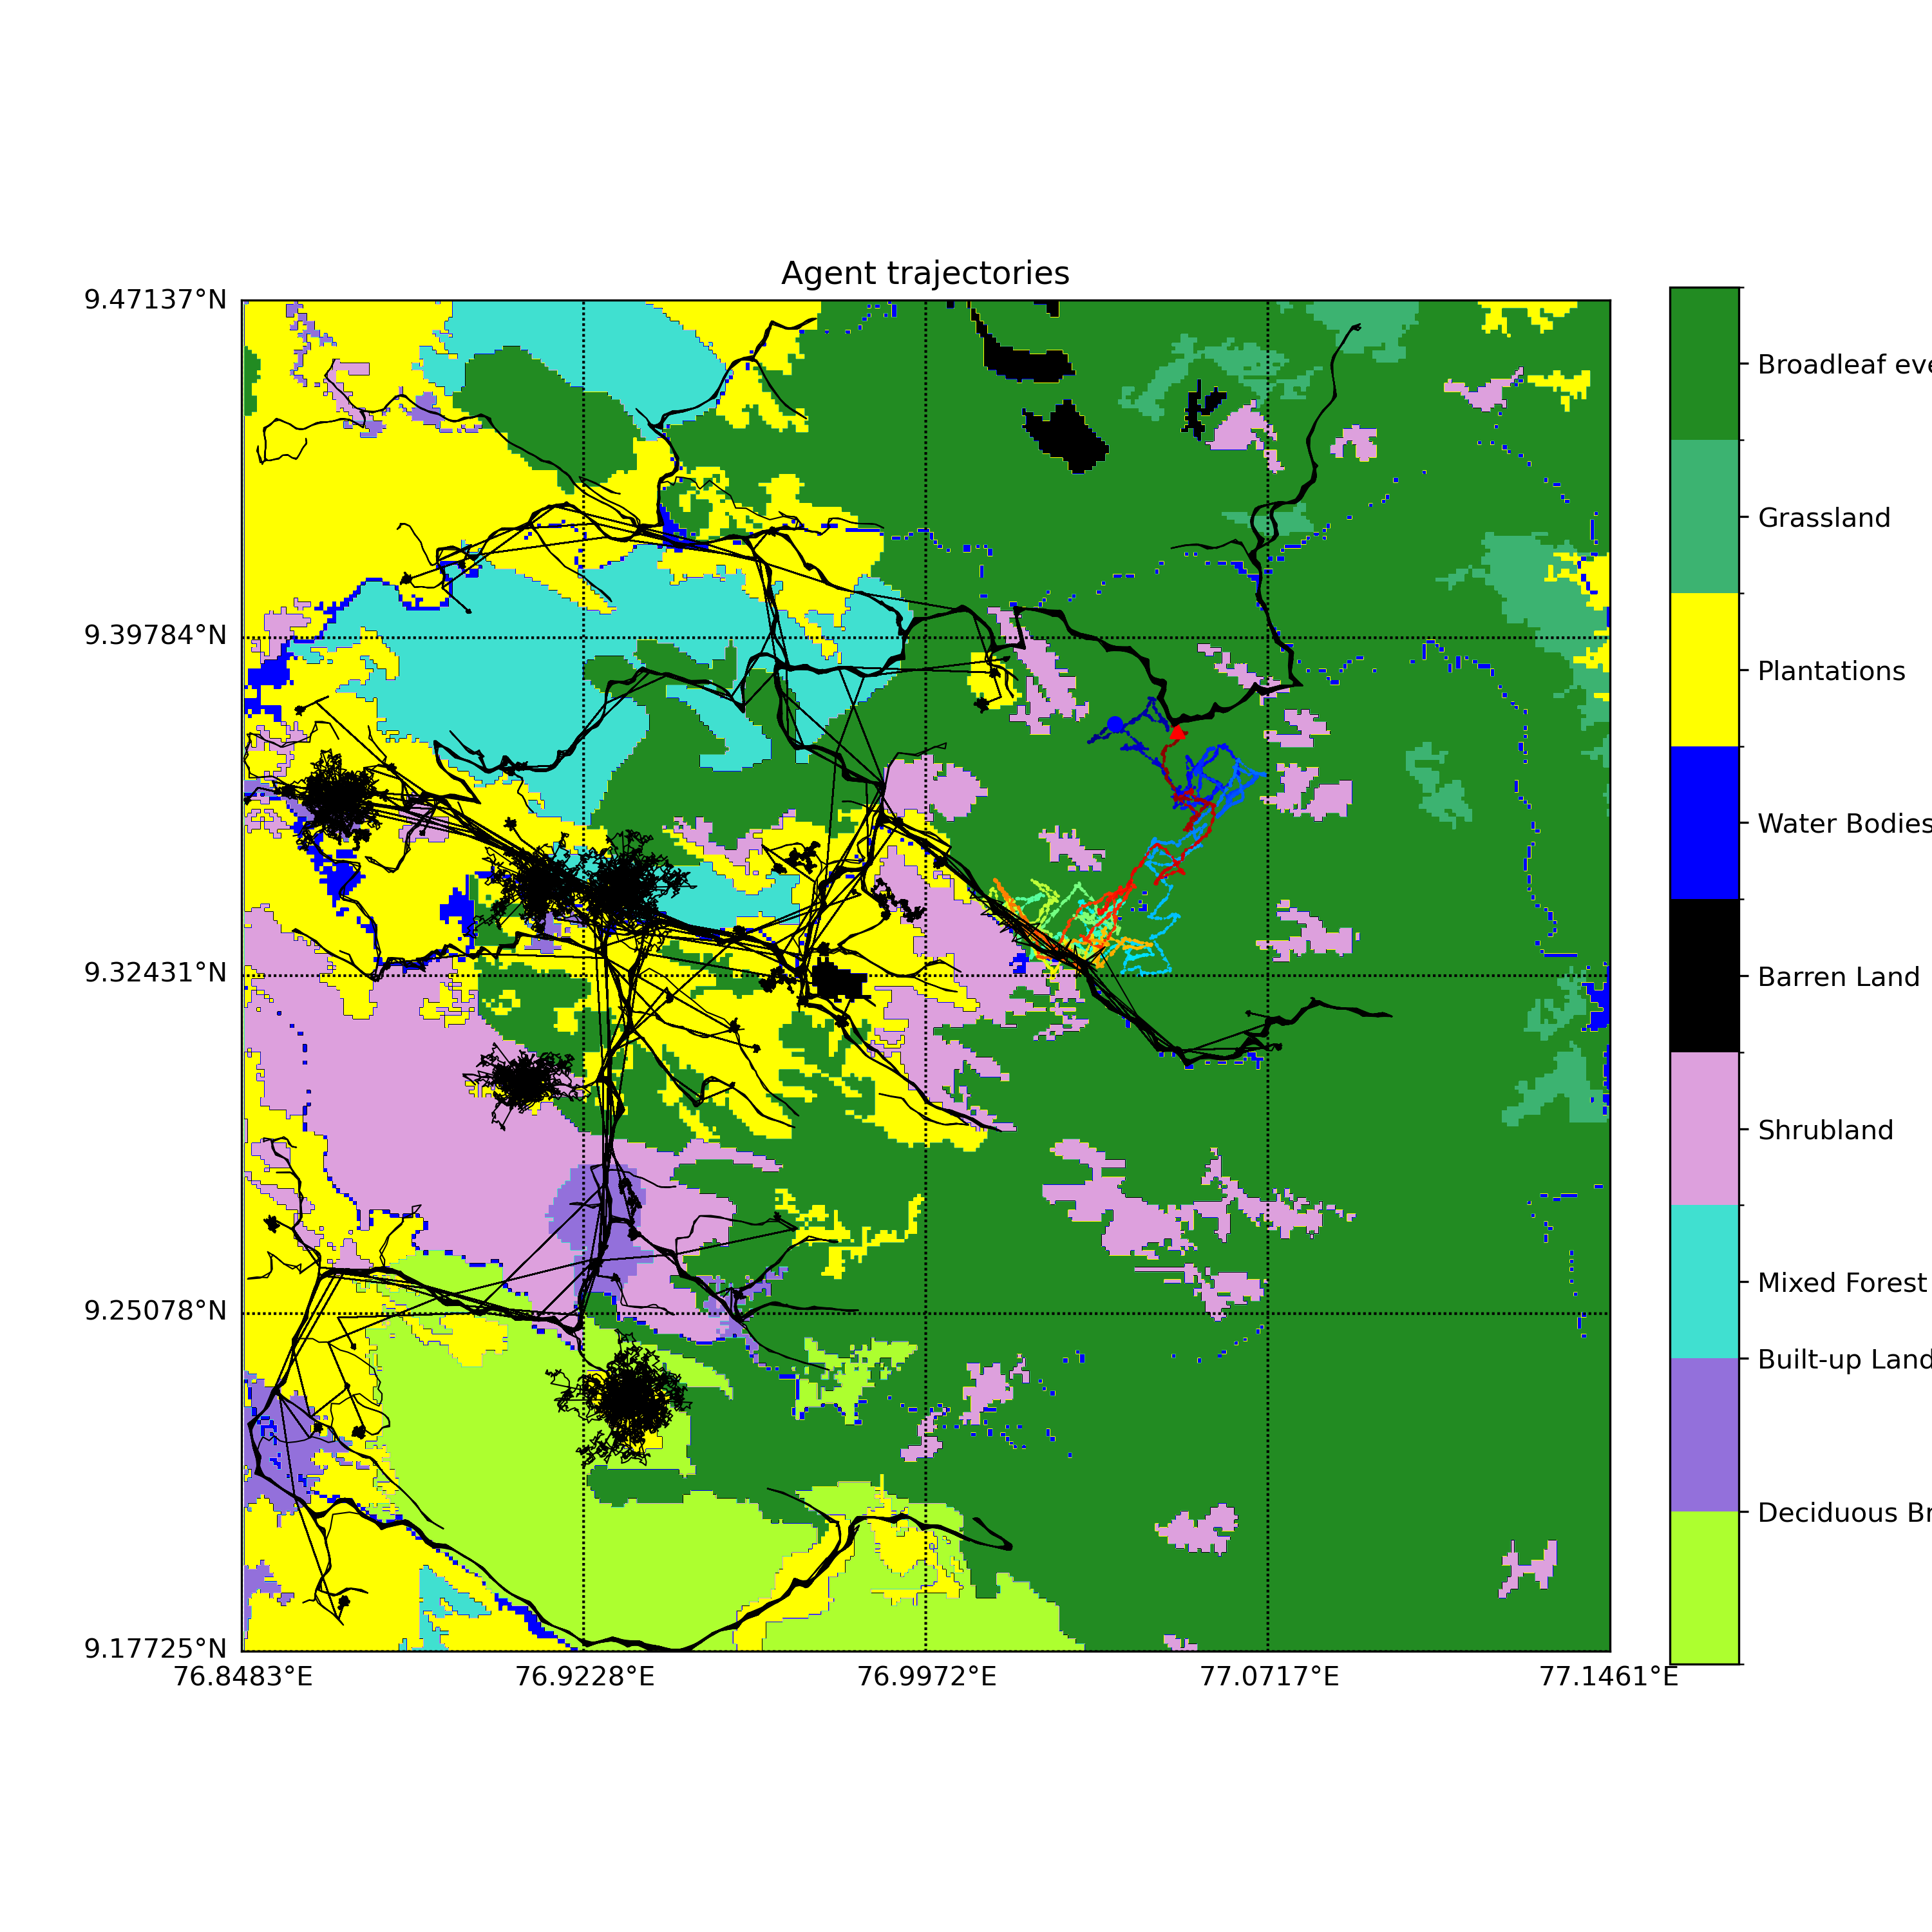 Agent trajectories
9.47137°N
9.39784°N
9.32431°N
9.25078°N
9.17725°N
76.8483°E
76.9228°E
76.9972°E
77.0717°E
77.1461°E
Broadleaf eve
Grassland
Plantations
Water Bodies
Barren Land
Shrubland
Mixed Forest
Built-up Land
Deciduous Br